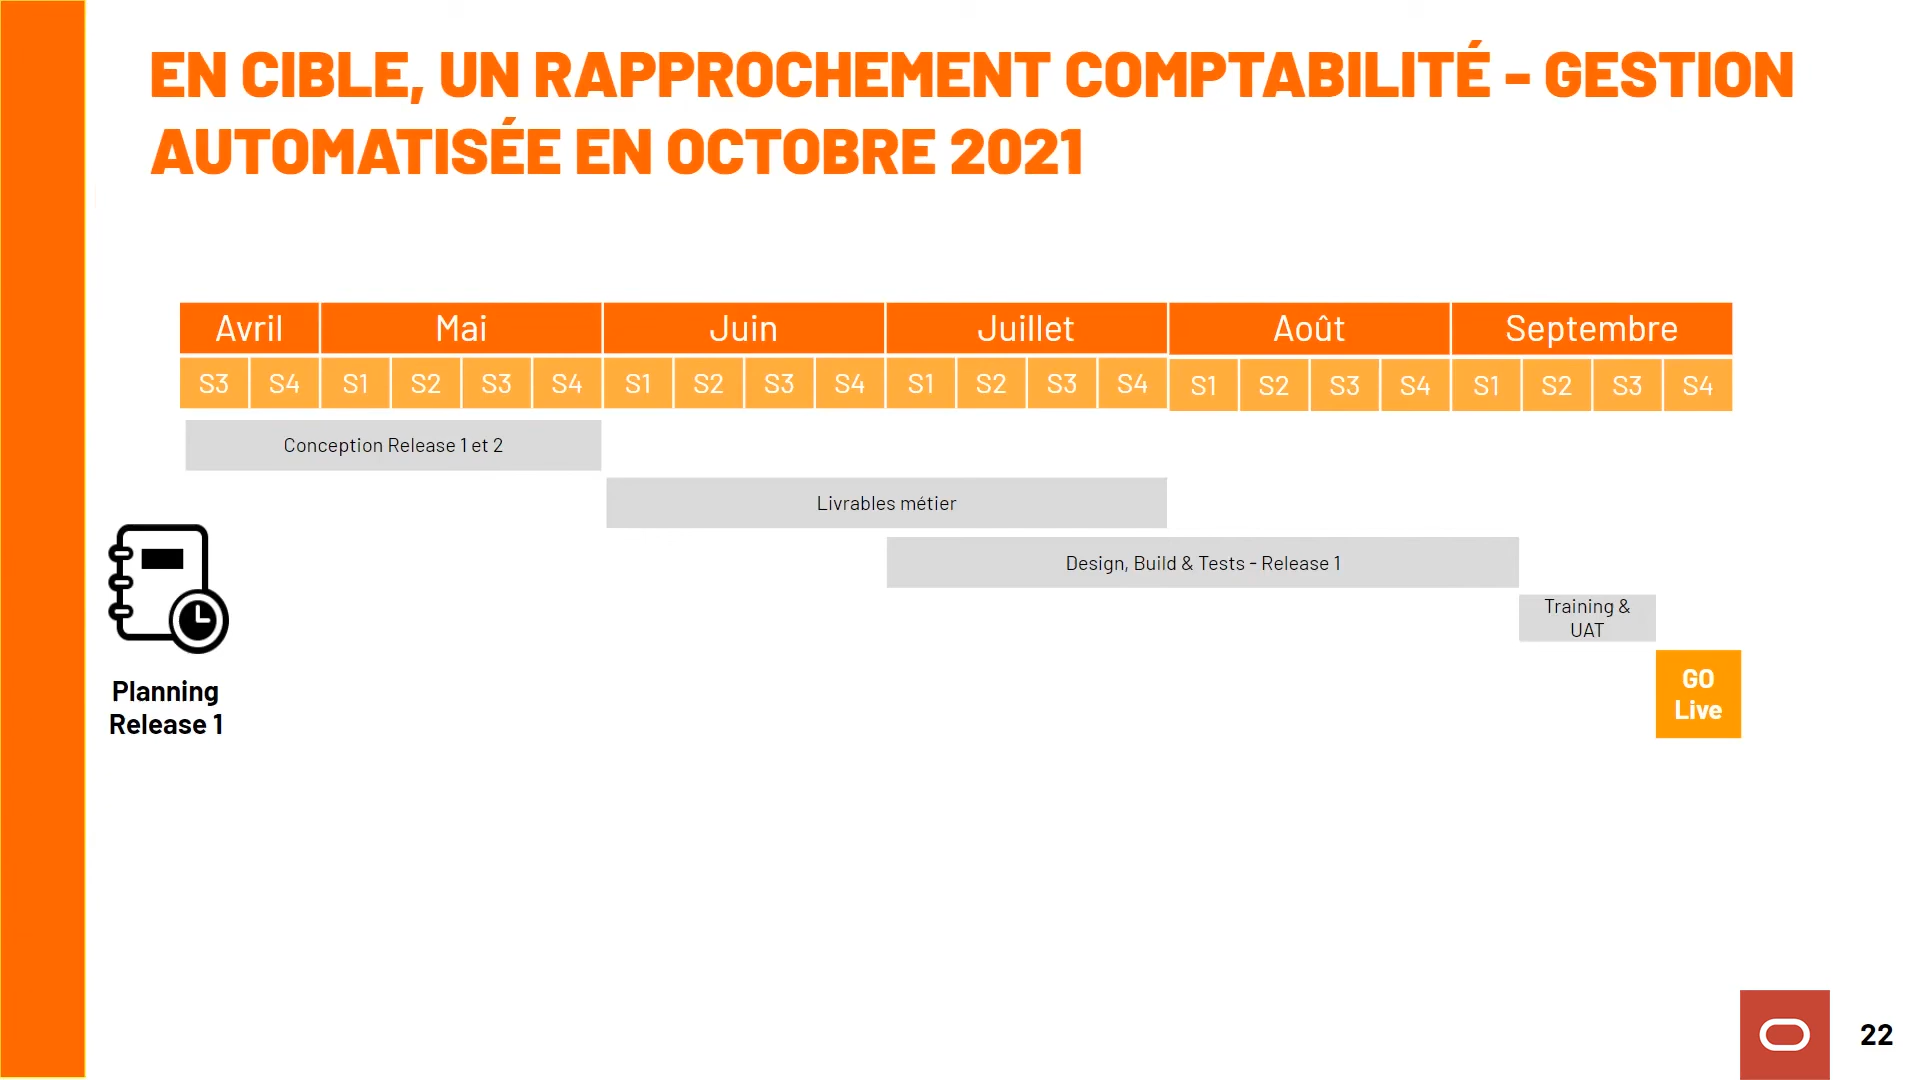 EN CIBLE, UN RAPPROCHEMENT COMPTABILITÉ - GESTION
AUTOMATISÉE EN OCTOBRE 2021
Avril Mai Juin Juillet Août Septembre
S3 S4 S1 S2 S3 S4 S1 S2 S3 S4 S1 S2 S3 S4 S1 S2 S3 S4 S1 S2 S3 S4
Conception Release 1 et 2
Livrables métier
Design, Build & Tests - Release 1
Training &
UAT
GO
Live
Planning
Release 1
22